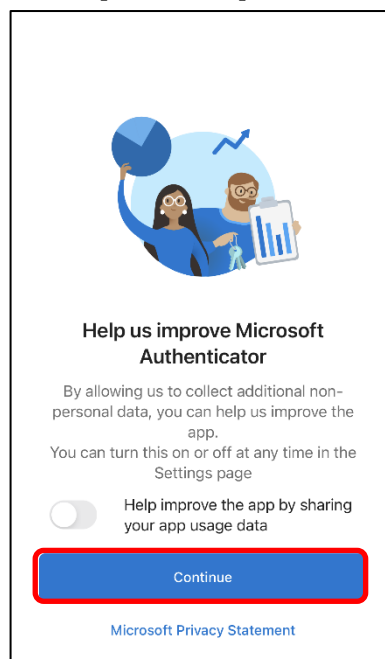 Help us improve Microsoft
Authenticator
By allowing us to collect additional non-
personal data, you can help us improve the
app.
You can turn this on or off at any time in the
Settings page
Help improve the app by sharing
your app usage data
Continue
Microsoft Privacy Statement